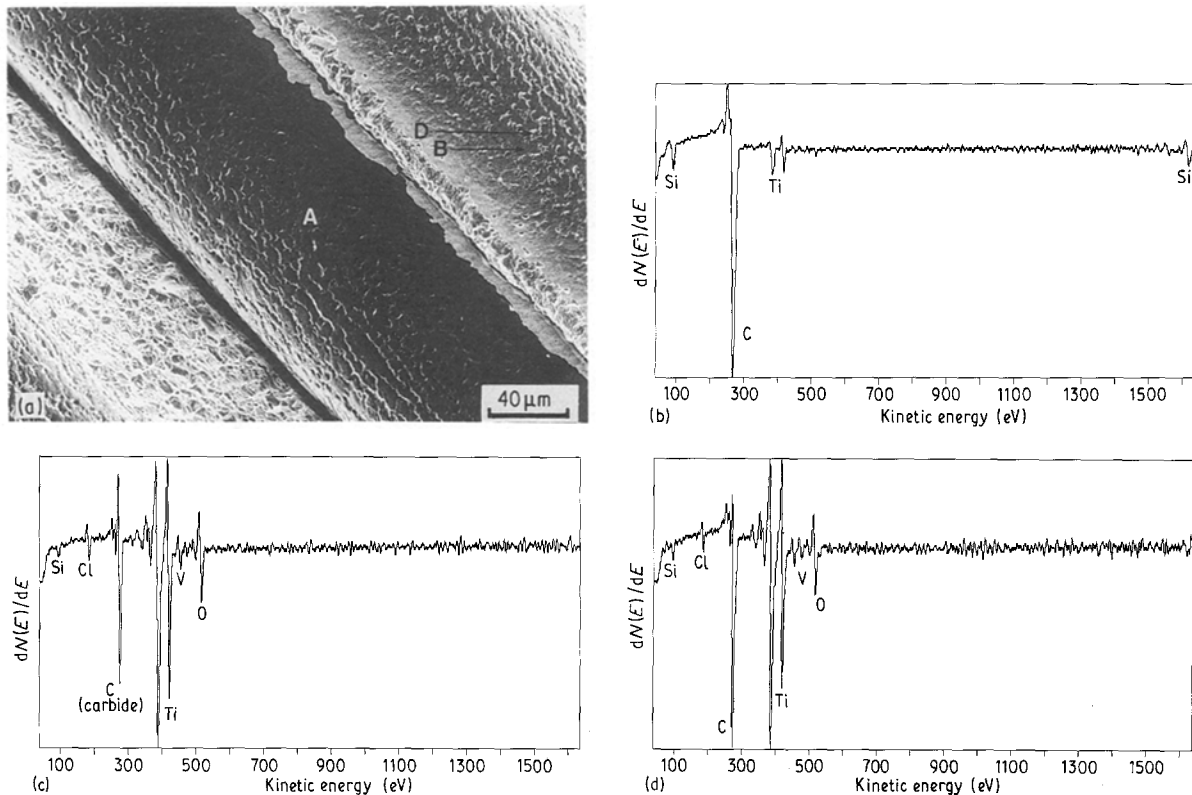 D
B
A
(a)
40 μm
dN(E)/dE
Si
C
Ti
Si
100 300 500 700 900 1100 1300 1500
Kinetic energy (eV)
(b)
dN(E)/dE
Si
Cl
C
(carbide)
Ti
V
O
100 300 500 700 900 1100 1300 1500
Kinetic energy (eV)
(c)
dN(E)/dE
Si
Cl
C
Ti
V
O
100 300 500 700 900 1100 1300 1500
Kinetic energy (eV)
(d)